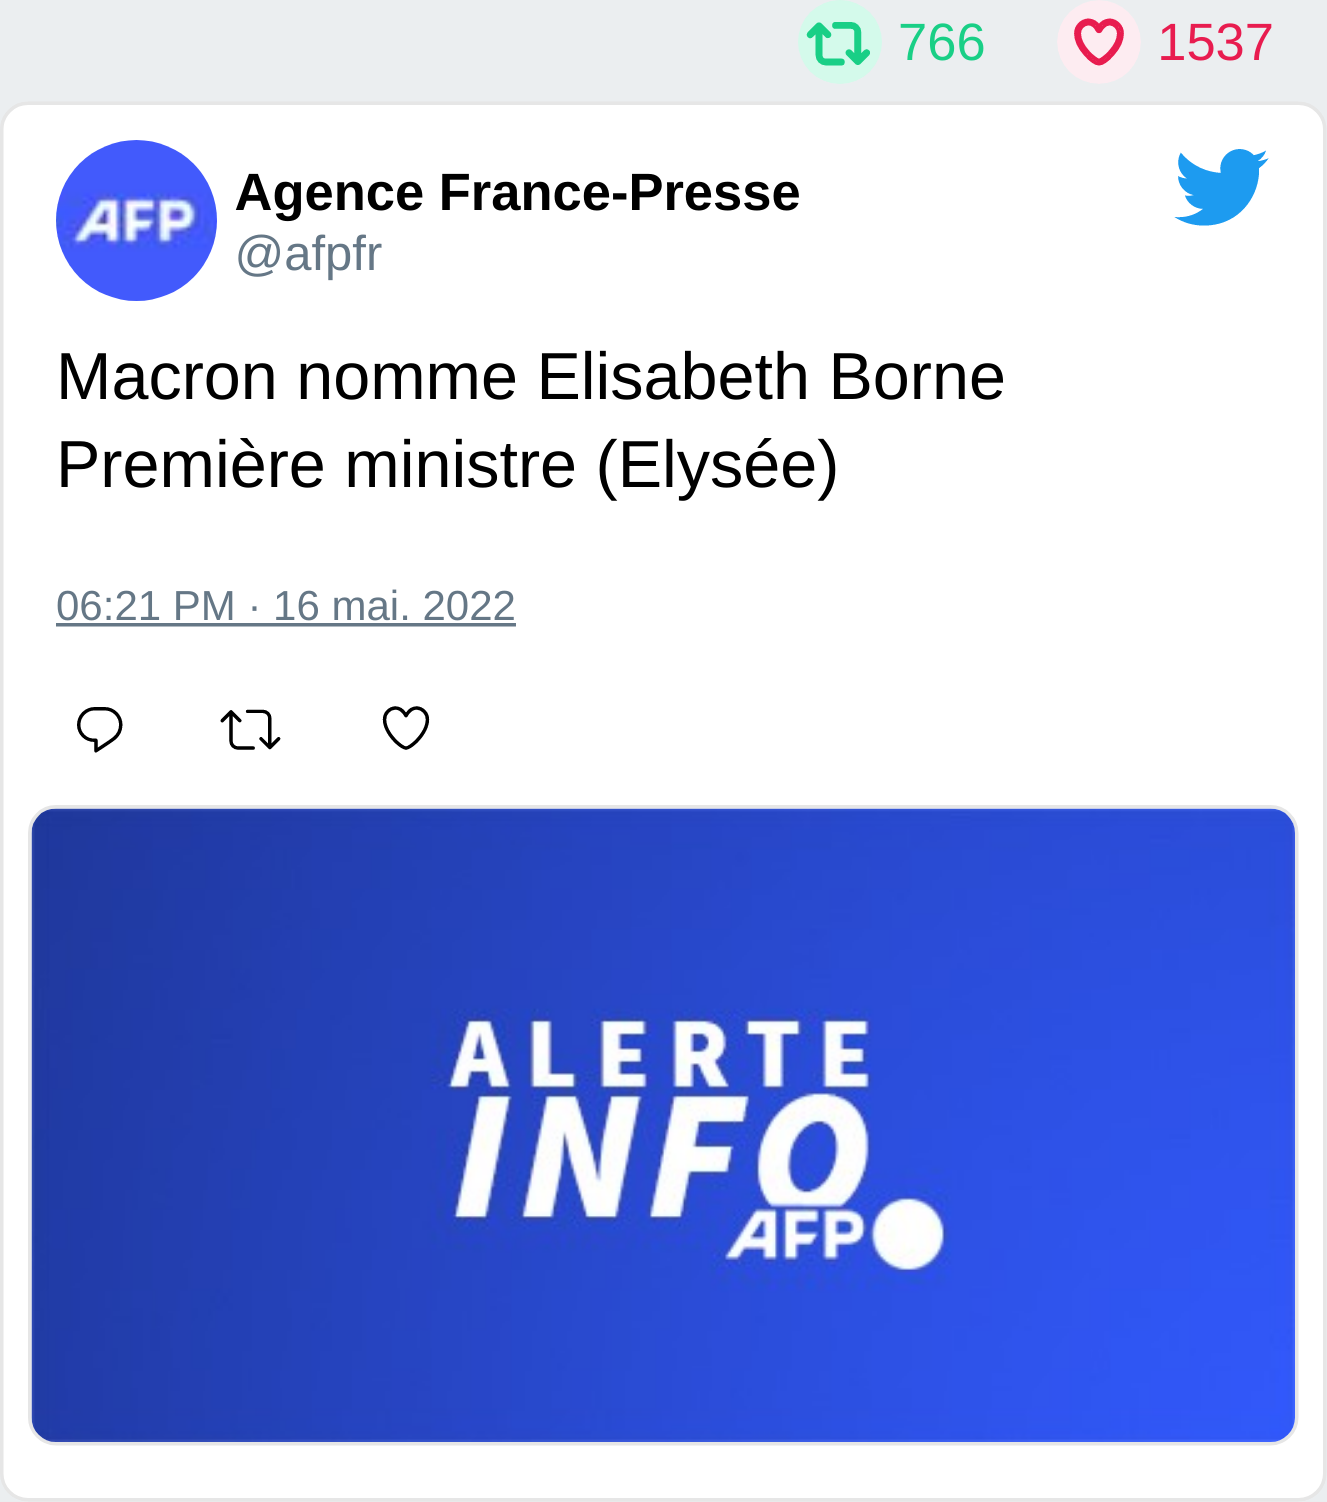 766 1537
AFP
Agence France-Presse
@afpfr
Macron nomme Elisabeth Borne
Première ministre (Elysée)
06:21 PM · 16 mai. 2022
ALERTE
INFO
AFP